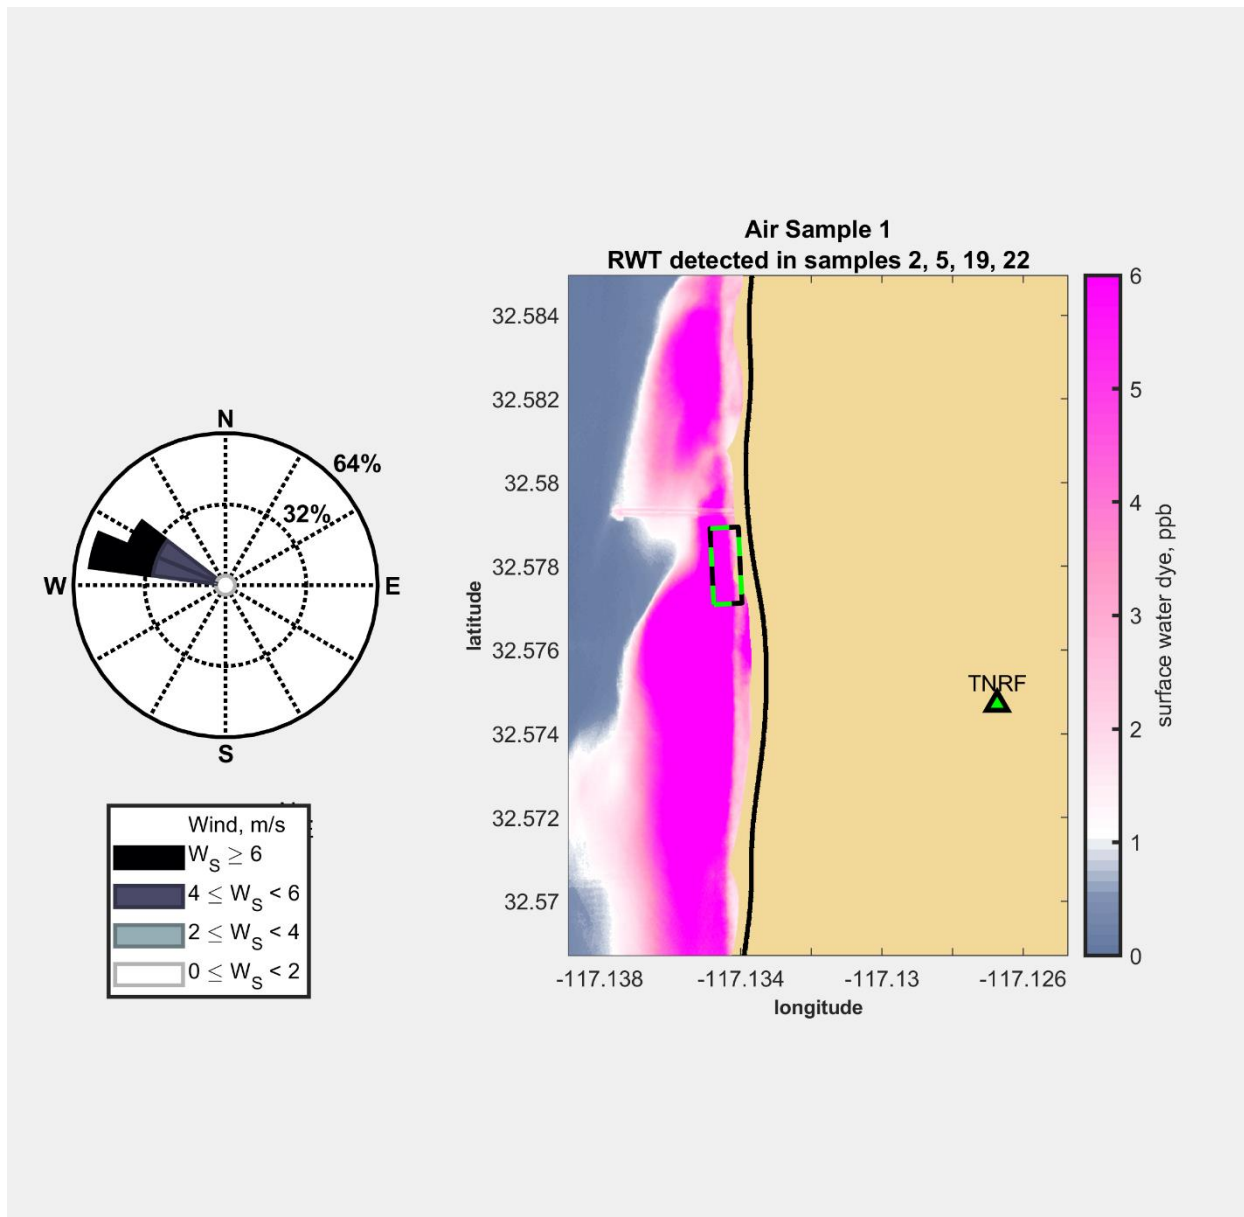 Air Sample 1
RWT detected in samples 2, 5, 19, 22
N
64%
32%
W
E
S
Wind, m/s
W_S ≥ 6
4 ≤ W_S < 6
2 ≤ W_S < 4
0 ≤ W_S < 2
latitude
32.584
32.582
32.58
32.578
32.576
32.574
32.572
32.57
TNRF
-117.138
-117.134
-117.13
-117.126
longitude
6
5
4
3
2
1
0
surface water dye, ppb